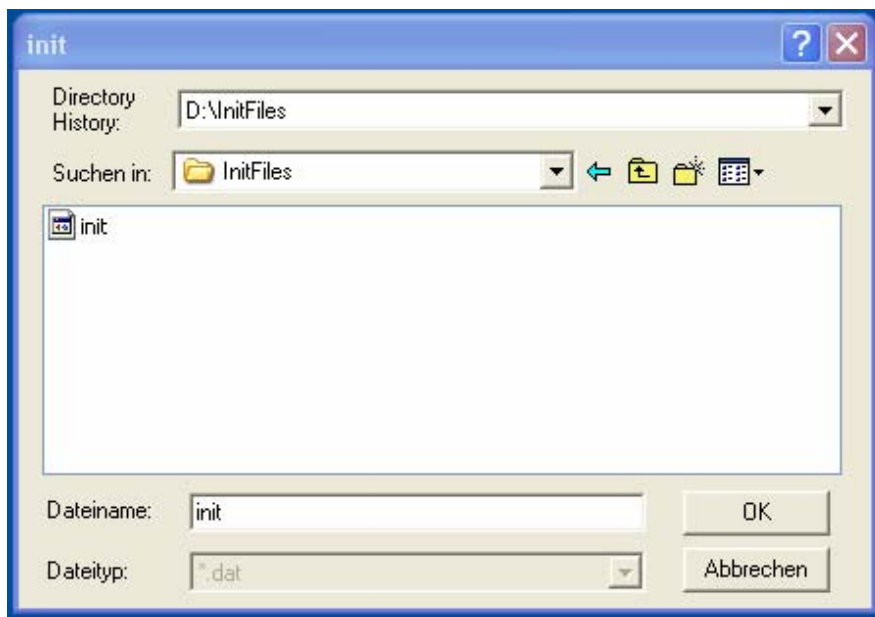 init
Directory
History:
D:\InitFiles
Suchen in:
InitFiles
init
Dateiname:
init
OK
Dateityp:
*.dat
Abbrechen